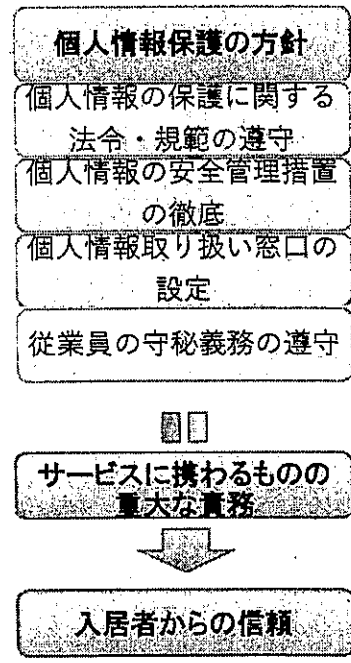 個人情報保護の方針
個人情報の保護に関する
法令・規範の遵守
個人情報の安全管理措置
の徹底
個人情報取り扱い窓口の
設定
従業員の守秘義務の遵守
サービスに携わるものの
重大な責務
入居者からの信頼